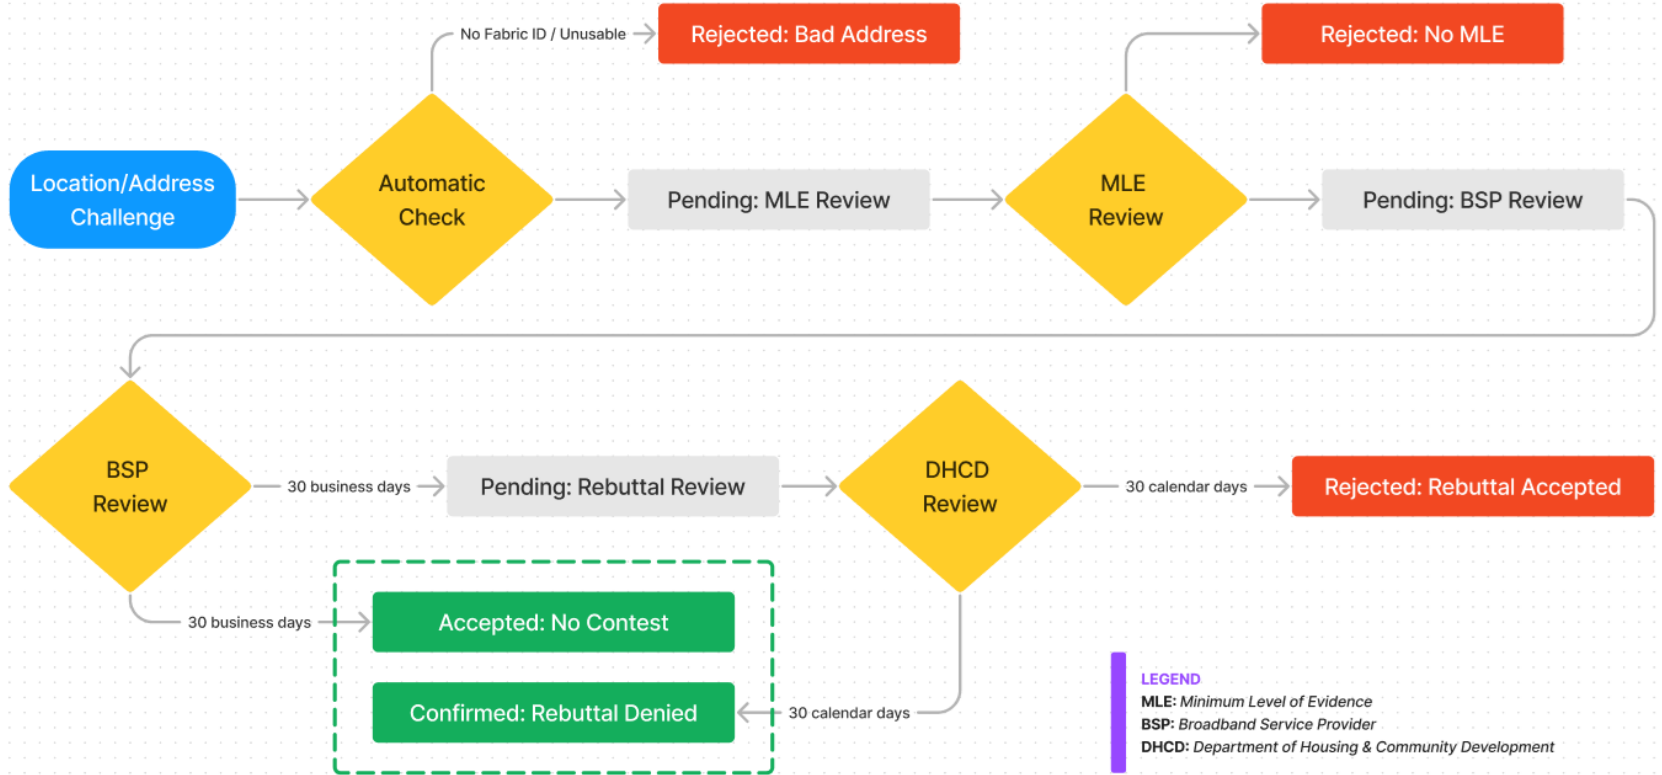 No Fabric ID / Unusable
Rejected: Bad Address
Rejected: No MLE
Location/Address
Challenge
Automatic
Check
Pending: MLE Review
MLE
Review
Pending: BSP Review
BSP
Review
30 business days
Pending: Rebuttal Review
DHCD
Review
30 calendar days
Rejected: Rebuttal Accepted
30 business days
Accepted: No Contest
Confirmed: Rebuttal Denied
30 calendar days
LEGEND
MLE: Minimum Level of Evidence
BSP: Broadband Service Provider
DHCD: Department of Housing & Community Development